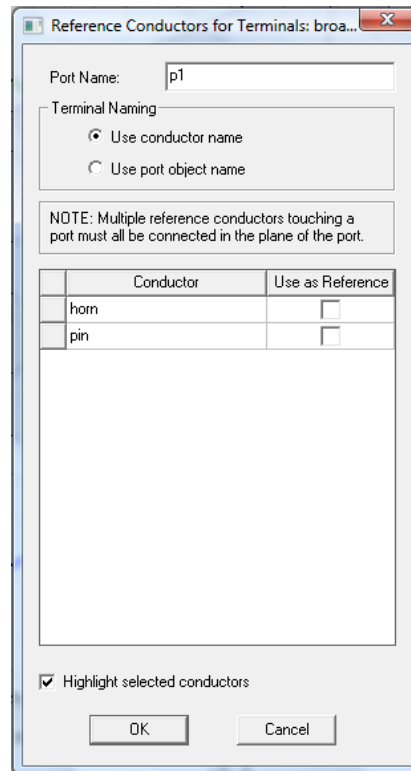 Reference Conductors for Terminals: broa...
Port Name: p1
Terminal Naming
Use conductor name
Use port object name
NOTE: Multiple reference conductors touching a
port must all be connected in the plane of the port.
Conductor Use as Reference
horn
pin
Highlight selected conductors
OK Cancel